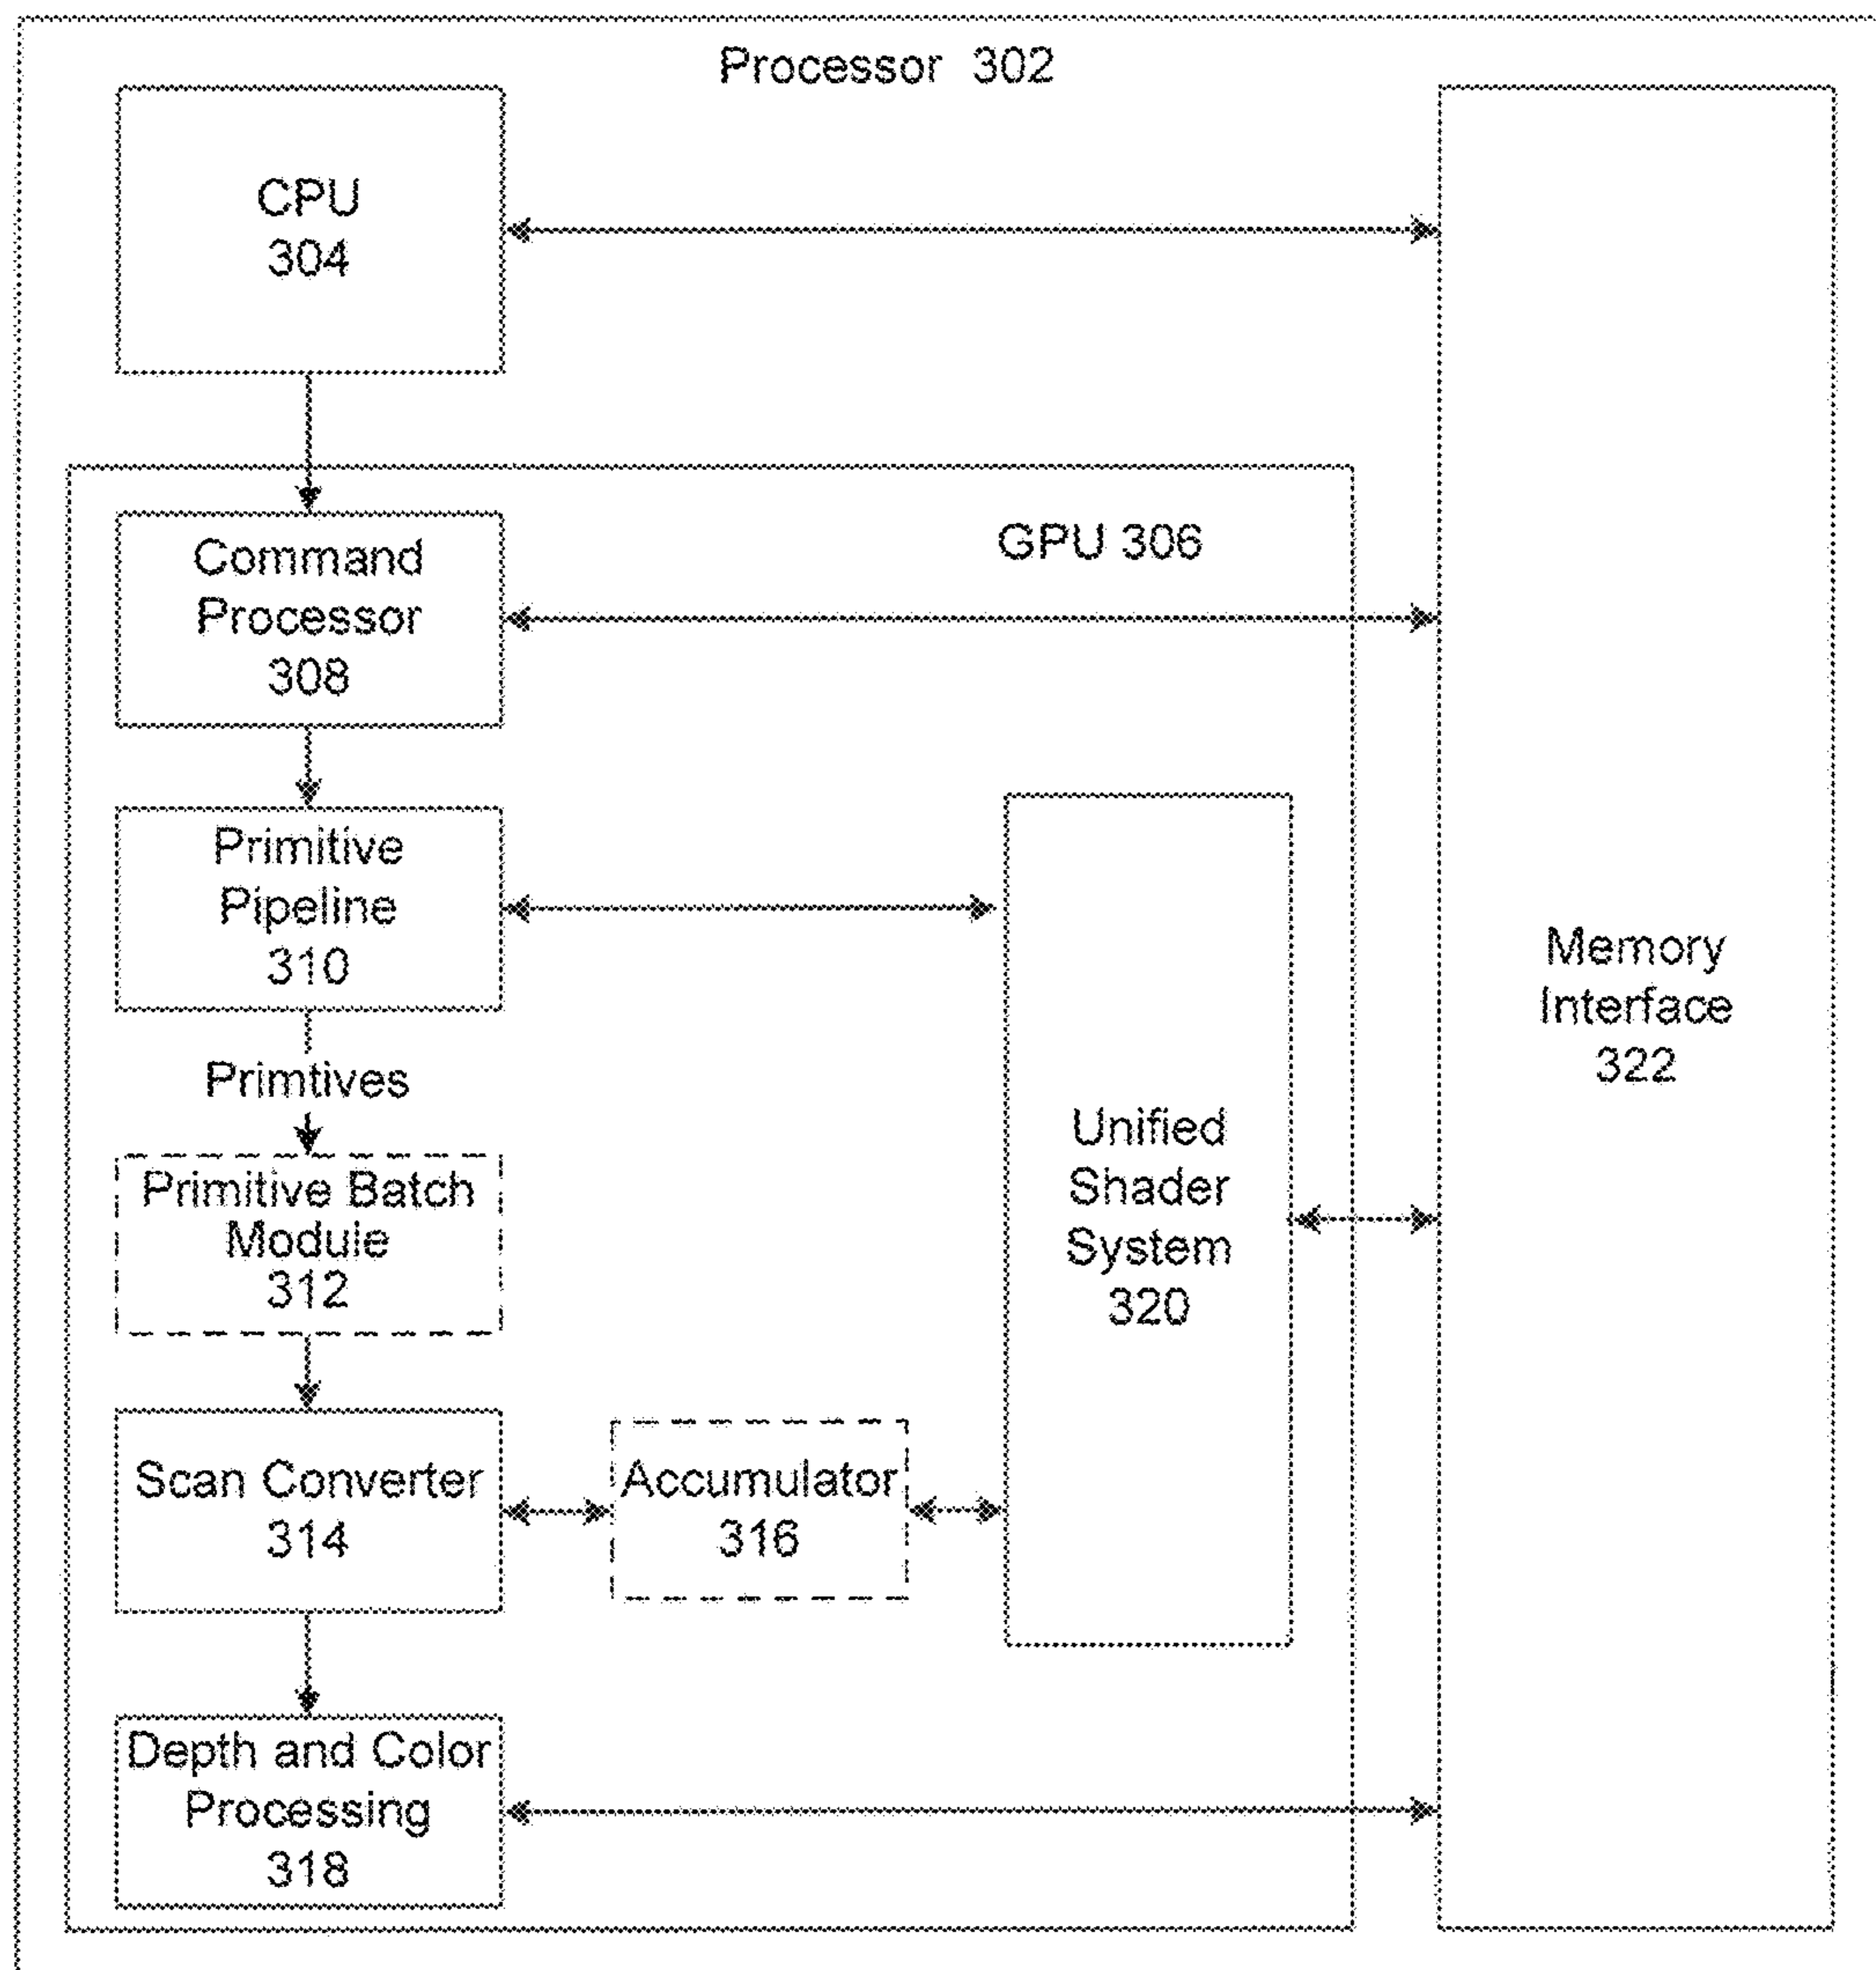 Processor 302
CPU
304
GPU 306
Command
Processor
308
Primitive
Pipeline
310
Primtives
Primitive Batch
Module
312
Scan Converter
314
Accumulator
316
Depth and Color
Processing
318
Unified
Shader
System
320
Memory
Interface
322